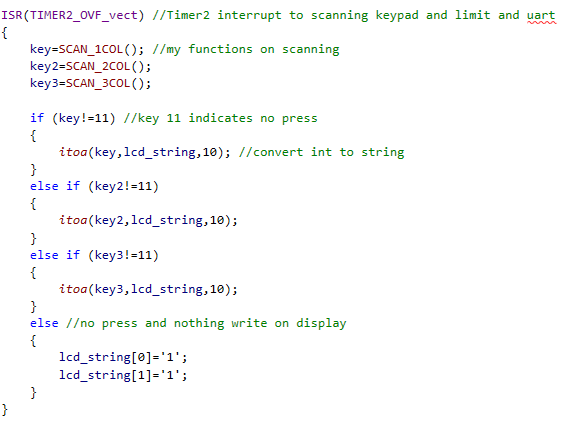 ISR(TIMER2_OVF_vect) //Timer2 interrupt to scanning keypad and limit and uart
{
key=SCAN_1COL(); //my functions on scanning
key2=SCAN_2COL();
key3=SCAN_3COL();
if (key!=11) //key 11 indicates no press
{
itoa(key,lcd_string,10); //convert int to string
}
else if (key2!=11)
{
itoa(key2,lcd_string,10);
}
else if (key3!=11)
{
itoa(key3,lcd_string,10);
}
else //no press and nothing write on display
{
lcd_string[0]='1';
lcd_string[1]='1';
}
}